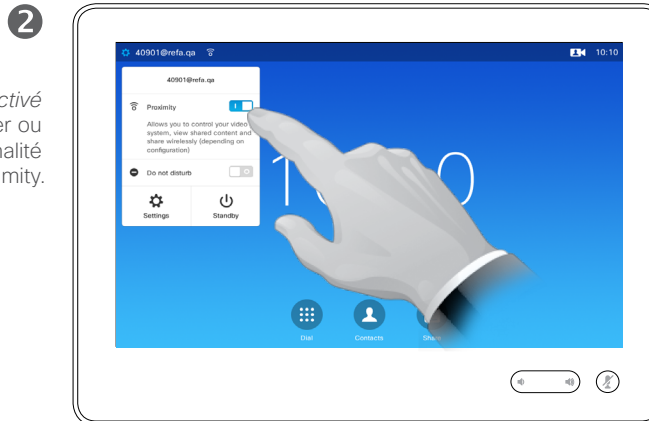 2
ctivé
er ou
nalité
mity.
40901@refa.qa
10:10
40901@refa.qa
Proximity
Allows you to control your video
system, view shared content and
share wirelessly (depending on
configuration)
Do not disturb
Settings
Standby
Dial
Contacts